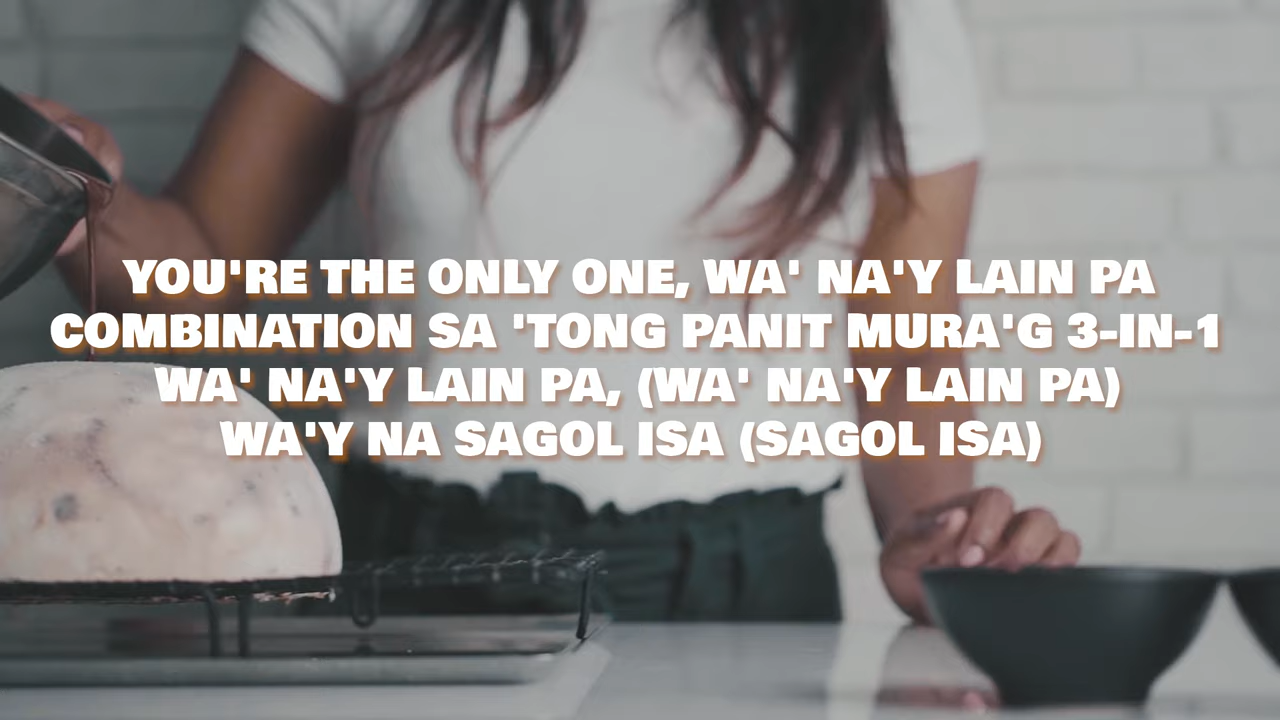 YOU'RE THE ONLY ONE, WA' NA'Y LAIN PA
COMBINATION SA 'TONG PANIT MURA'G 3-IN-1
WA' NA'Y LAIN PA, (WA' NA'Y LAIN PA)
WA'Y NA SAGOL ISA (SAGOL ISA)